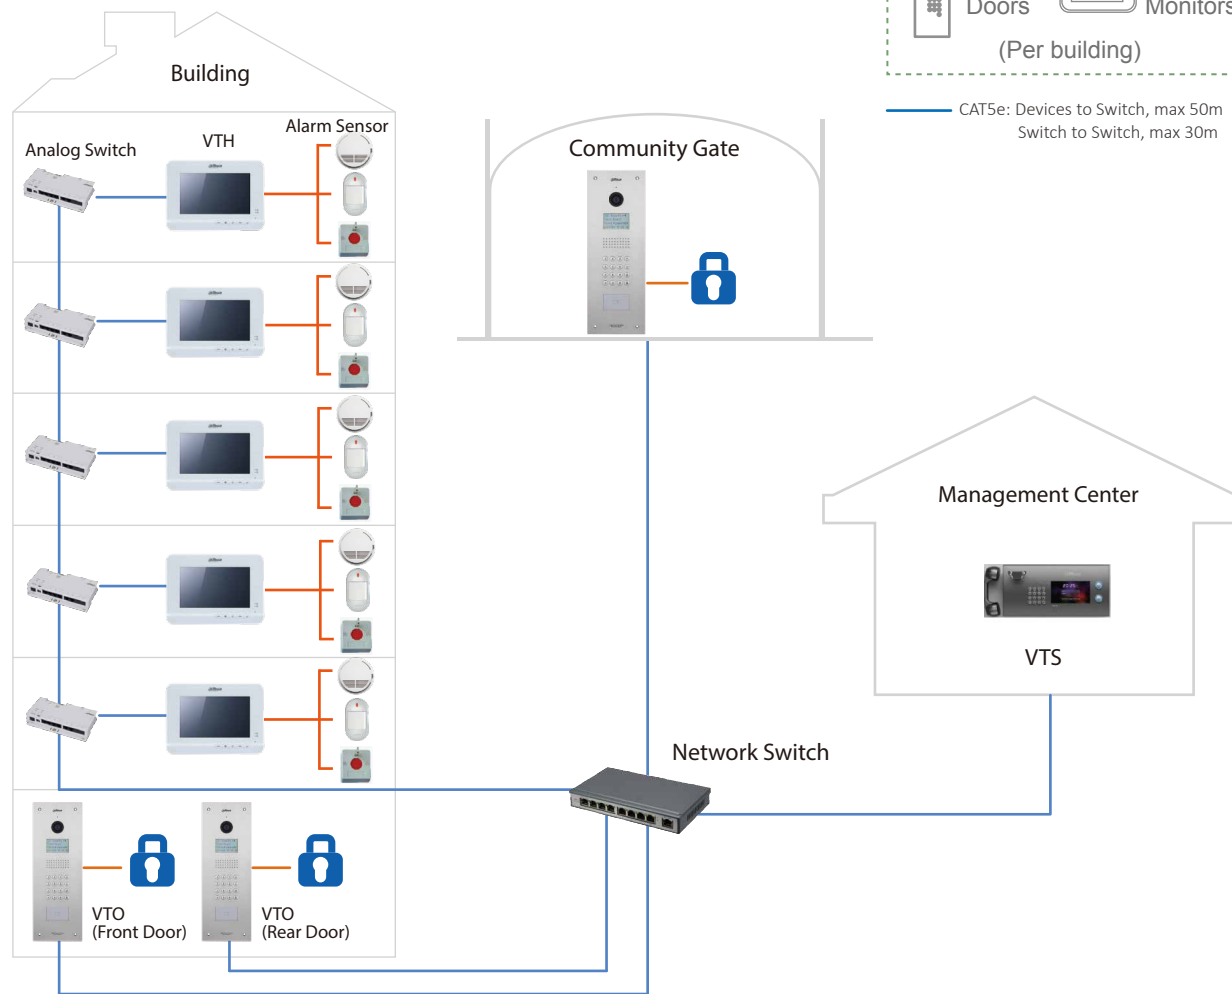 Doors
Monitors
(Per building)
CAT5e: Devices to Switch, max 50m
Switch to Switch, max 30m
Building
Analog Switch
VTH
Alarm Sensor
Community Gate
Management Center
VTS
Network Switch
VTO
(Front Door)
VTO
(Rear Door)